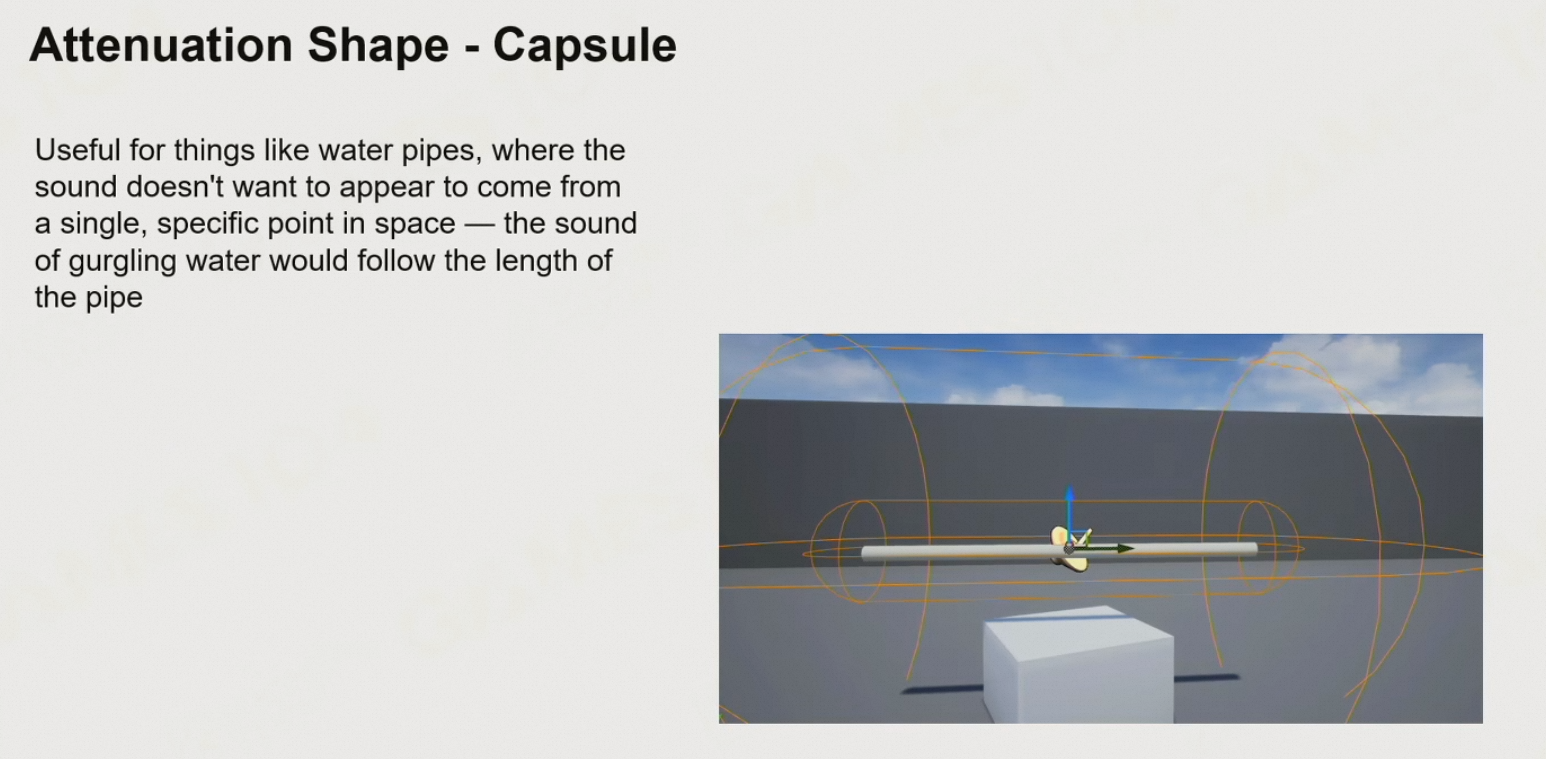 Attenuation Shape - Capsule
Useful for things like water pipes, where the
sound doesn't want to appear to come from
a single, specific point in space — the sound
of gurgling water would follow the length of
the pipe